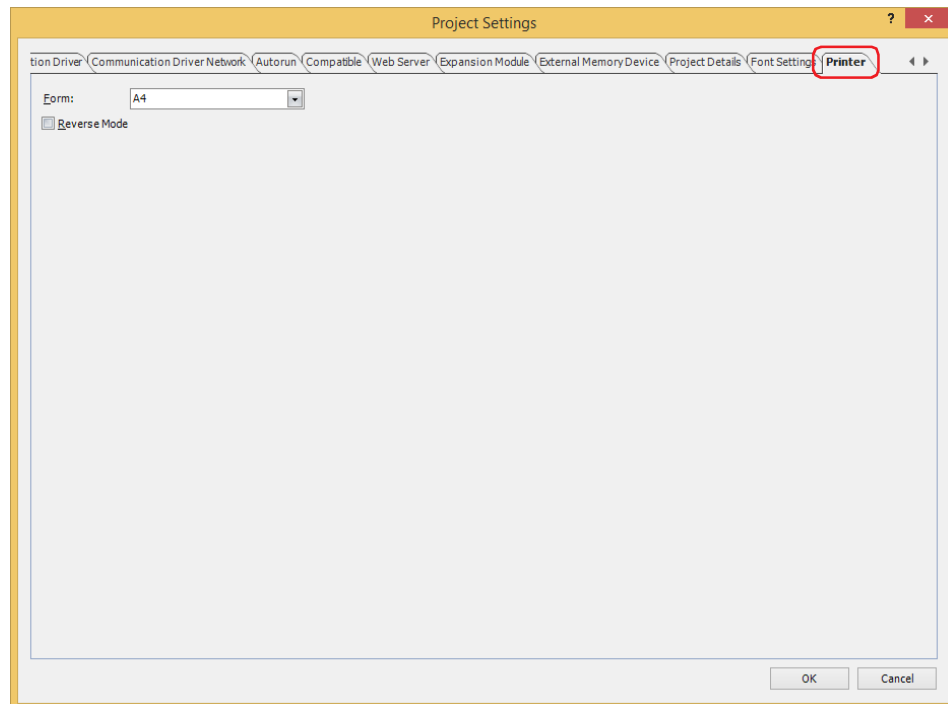 Project Settings
?
tion Driver Communication Driver Network Autorun Compatible Web Server Expansion Module External Memory Device Project Details Font Settings Printer
Form: A4
Reverse Mode
OK Cancel